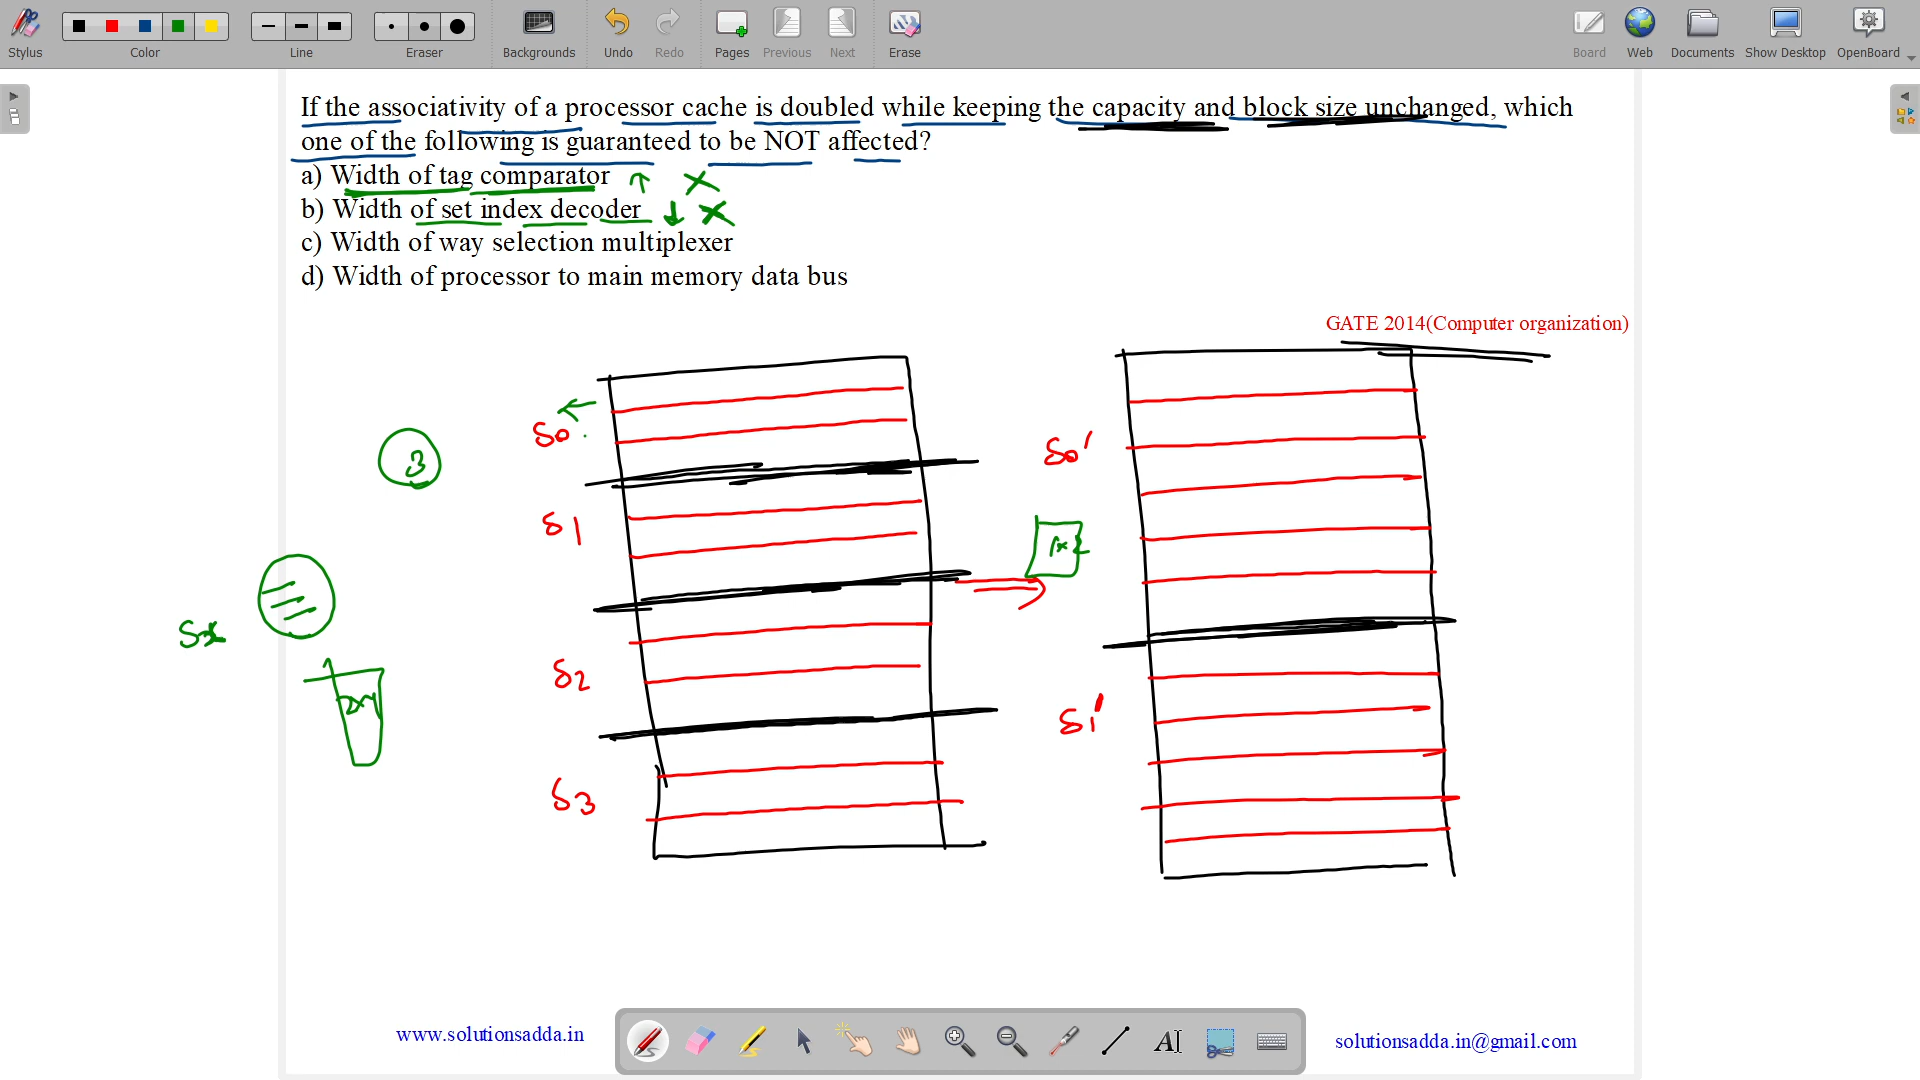 Stylus
Color
Line
Eraser
Backgrounds
Undo
Redo
Pages
Previous
Next
Erase
Board
Web
Documents
Show Desktop
OpenBoard
If the associativity of a processor cache is doubled while keeping the capacity and block size unchanged, which
one of the following is guaranteed to be NOT affected?
a) Width of tag comparator
b) Width of set index decoder
c) Width of way selection multiplexer
d) Width of processor to main memory data bus
GATE 2014(Computer organization)
S0
S0'
3
S1
S2
2x1
S1'
S3
www.solutionsadda.in
solutionsadda.in@gmail.com